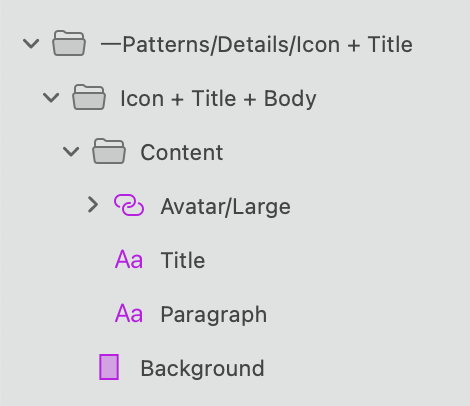 —Patterns/Details/Icon + Title
Icon + Title + Body
Content
Avatar/Large
Aa Title
Aa Paragraph
Background